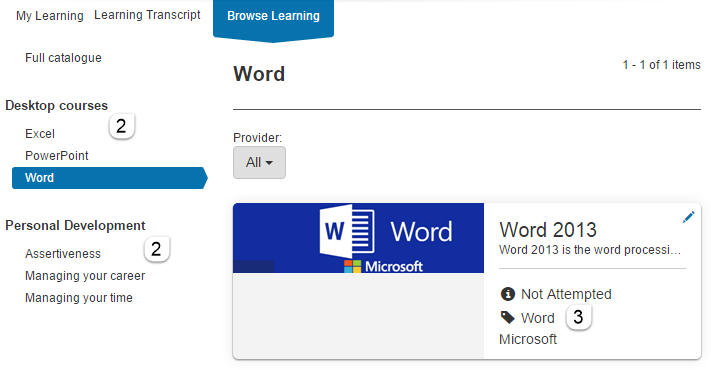 My Learning
Learning Transcript
Browse Learning
Full catalogue
Desktop courses
Excel
2
PowerPoint
Word
Personal Development
Assertiveness
2
Managing your career
Managing your time
Word
1 - 1 of 1 items
Provider:
All
W Word
Microsoft
Word 2013
Word 2013 is the word processi...
Not Attempted
Word
3
Microsoft